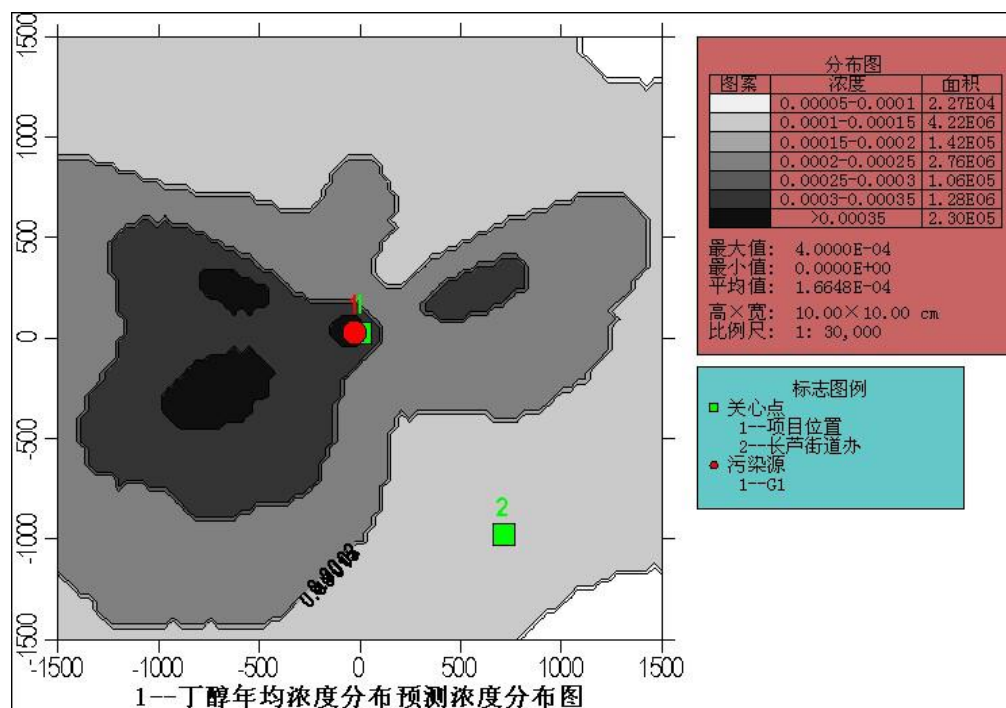 1500
1000
500
0
-500
-1000
-1500
-1500 -1000 -500 0 500 1000 1500
1
2
1--丁醇年均浓度分布预测浓度分布图
分布图
图案 浓度 面积
0.00005-0.0001 2.27E04
0.0001-0.00015 4.22E06
0.00015-0.0002 1.42E05
0.0002-0.00025 2.76E06
0.00025-0.0003 1.06E05
0.0003-0.00035 1.28E06
>0.00035 2.30E05
最大值: 4.0000E-04
最小值: 0.0000E+00
平均值: 1.6648E-04
高×宽: 10.00×10.00 cm
比例尺: 1: 30,000
标志图例
关心点
1--项目位置
2--长芦街道办
污染源
1--G1